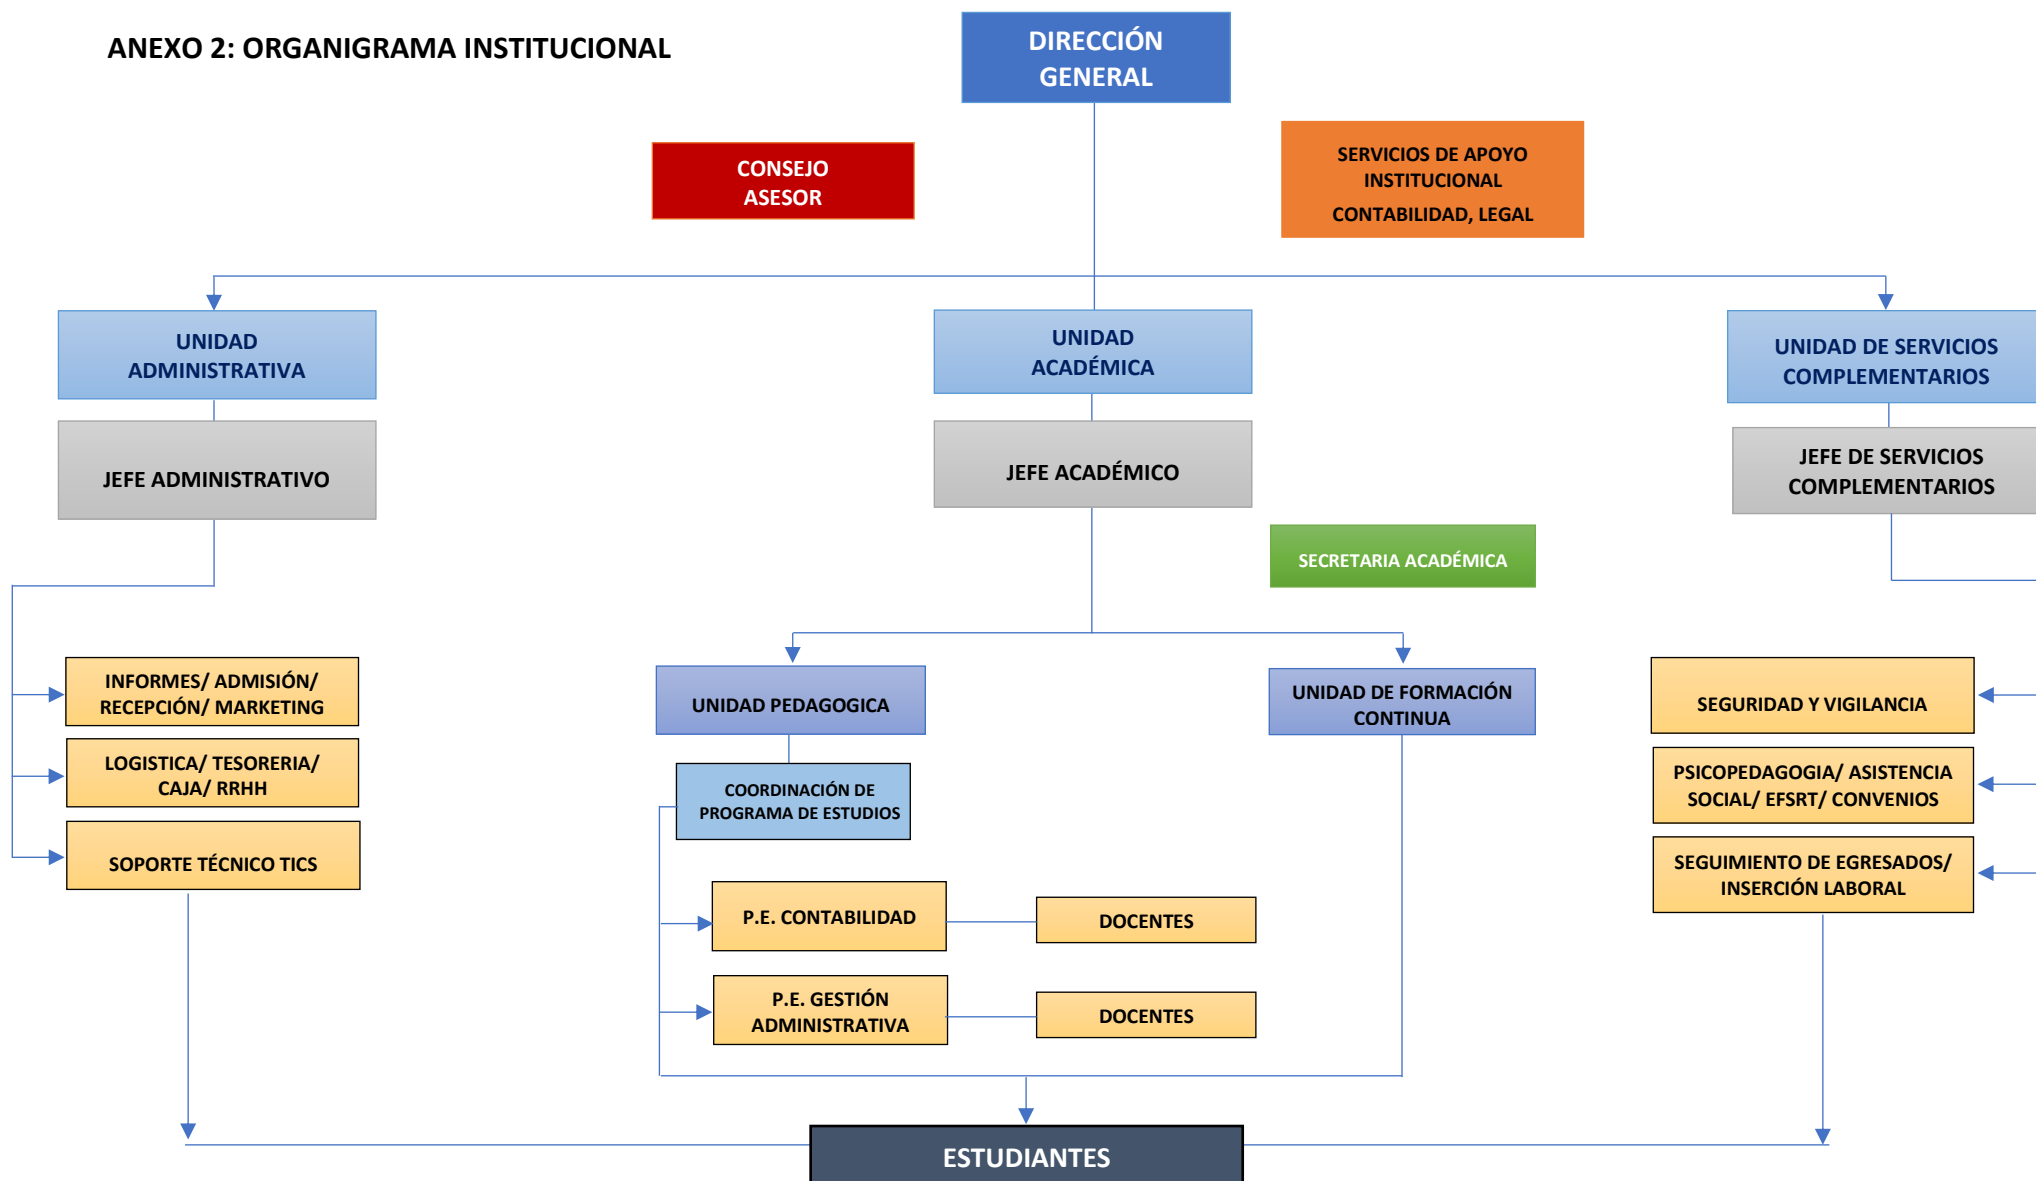 ANEXO 2: ORGANIGRAMA INSTITUCIONAL
DIRECCIÓN
GENERAL
CONSEJO
ASESOR
SERVICIOS DE APOYO
INSTITUCIONAL
CONTABILIDAD, LEGAL
UNIDAD
ADMINISTRATIVA
UNIDAD
ACADÉMICA
UNIDAD DE SERVICIOS
COMPLEMENTARIOS
JEFE ADMINISTRATIVO
JEFE ACADÉMICO
JEFE DE SERVICIOS
COMPLEMENTARIOS
SECRETARIA ACADÉMICA
INFORMES/ ADMISIÓN/
RECEPCIÓN/ MARKETING
LOGISTICA/ TESORERIA/
CAJA/ RRHH
SOPORTE TÉCNICO TICS
UNIDAD PEDAGOGICA
UNIDAD DE FORMACIÓN
CONTINUA
COORDINACIÓN DE
PROGRAMA DE ESTUDIOS
P.E. CONTABILIDAD
DOCENTES
P.E. GESTIÓN
ADMINISTRATIVA
DOCENTES
SEGURIDAD Y VIGILANCIA
PSICOPEDAGOGIA/ ASISTENCIA
SOCIAL/ EFSRT/ CONVENIOS
SEGUIMIENTO DE EGRESADOS/
INSERCIÓN LABORAL
ESTUDIANTES